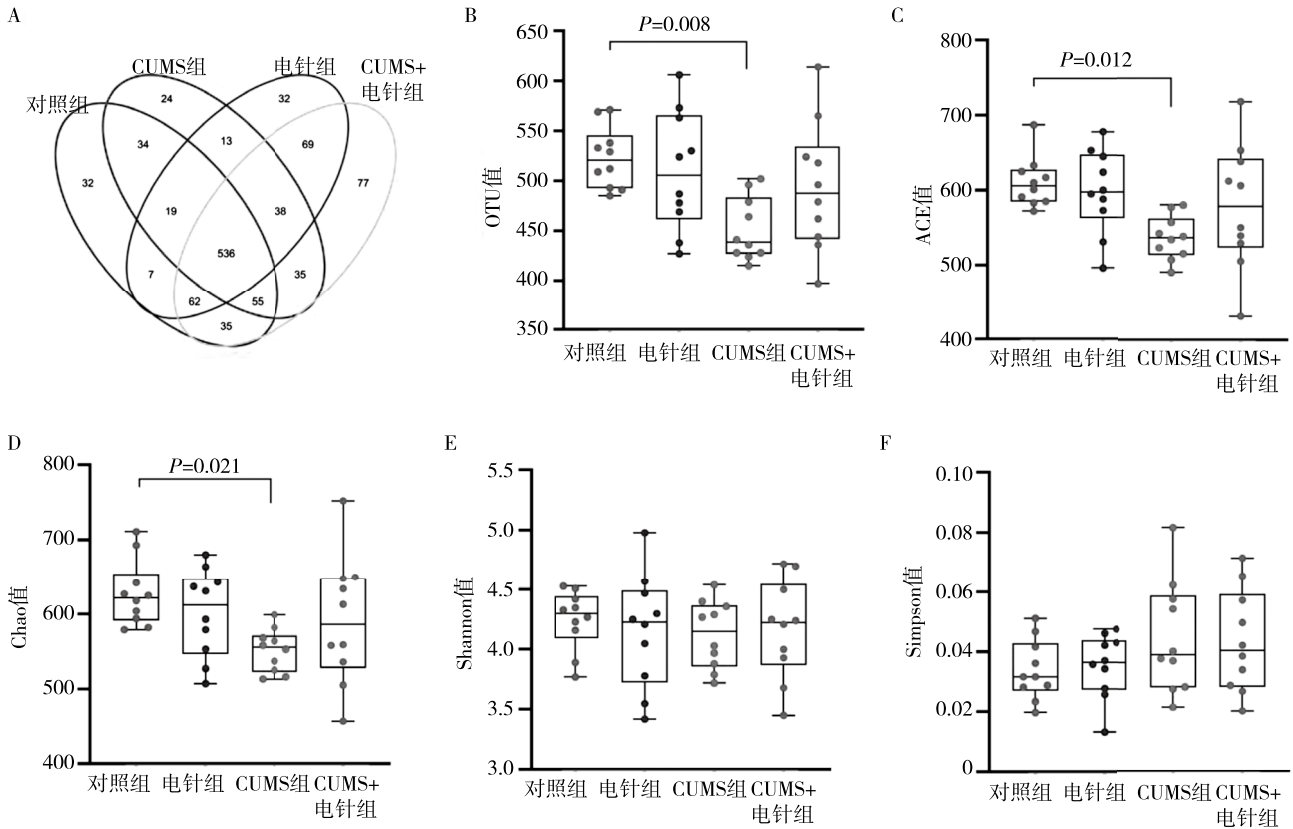 A
CUMS组
电针组
CUMS+
电针组
对照组
24
32
34
13
69
32
77
19
38
536
7
35
62
55
35
B
P=0.008
650
600
550
500
450
400
350
OTU值
对照组 电针组 CUMS组 CUMS+
电针组
C
P=0.012
800
700
600
500
400
ACE值
对照组 电针组 CUMS组 CUMS+
电针组
D
P=0.021
800
700
600
500
400
Chao值
对照组 电针组 CUMS组 CUMS+
电针组
E
5.5
5.0
4.5
4.0
3.5
3.0
Shannon值
对照组 电针组 CUMS组 CUMS+
电针组
F
0.10
0.08
0.06
0.04
0.02
0
Simpson值
对照组 电针组 CUMS组 CUMS+
电针组